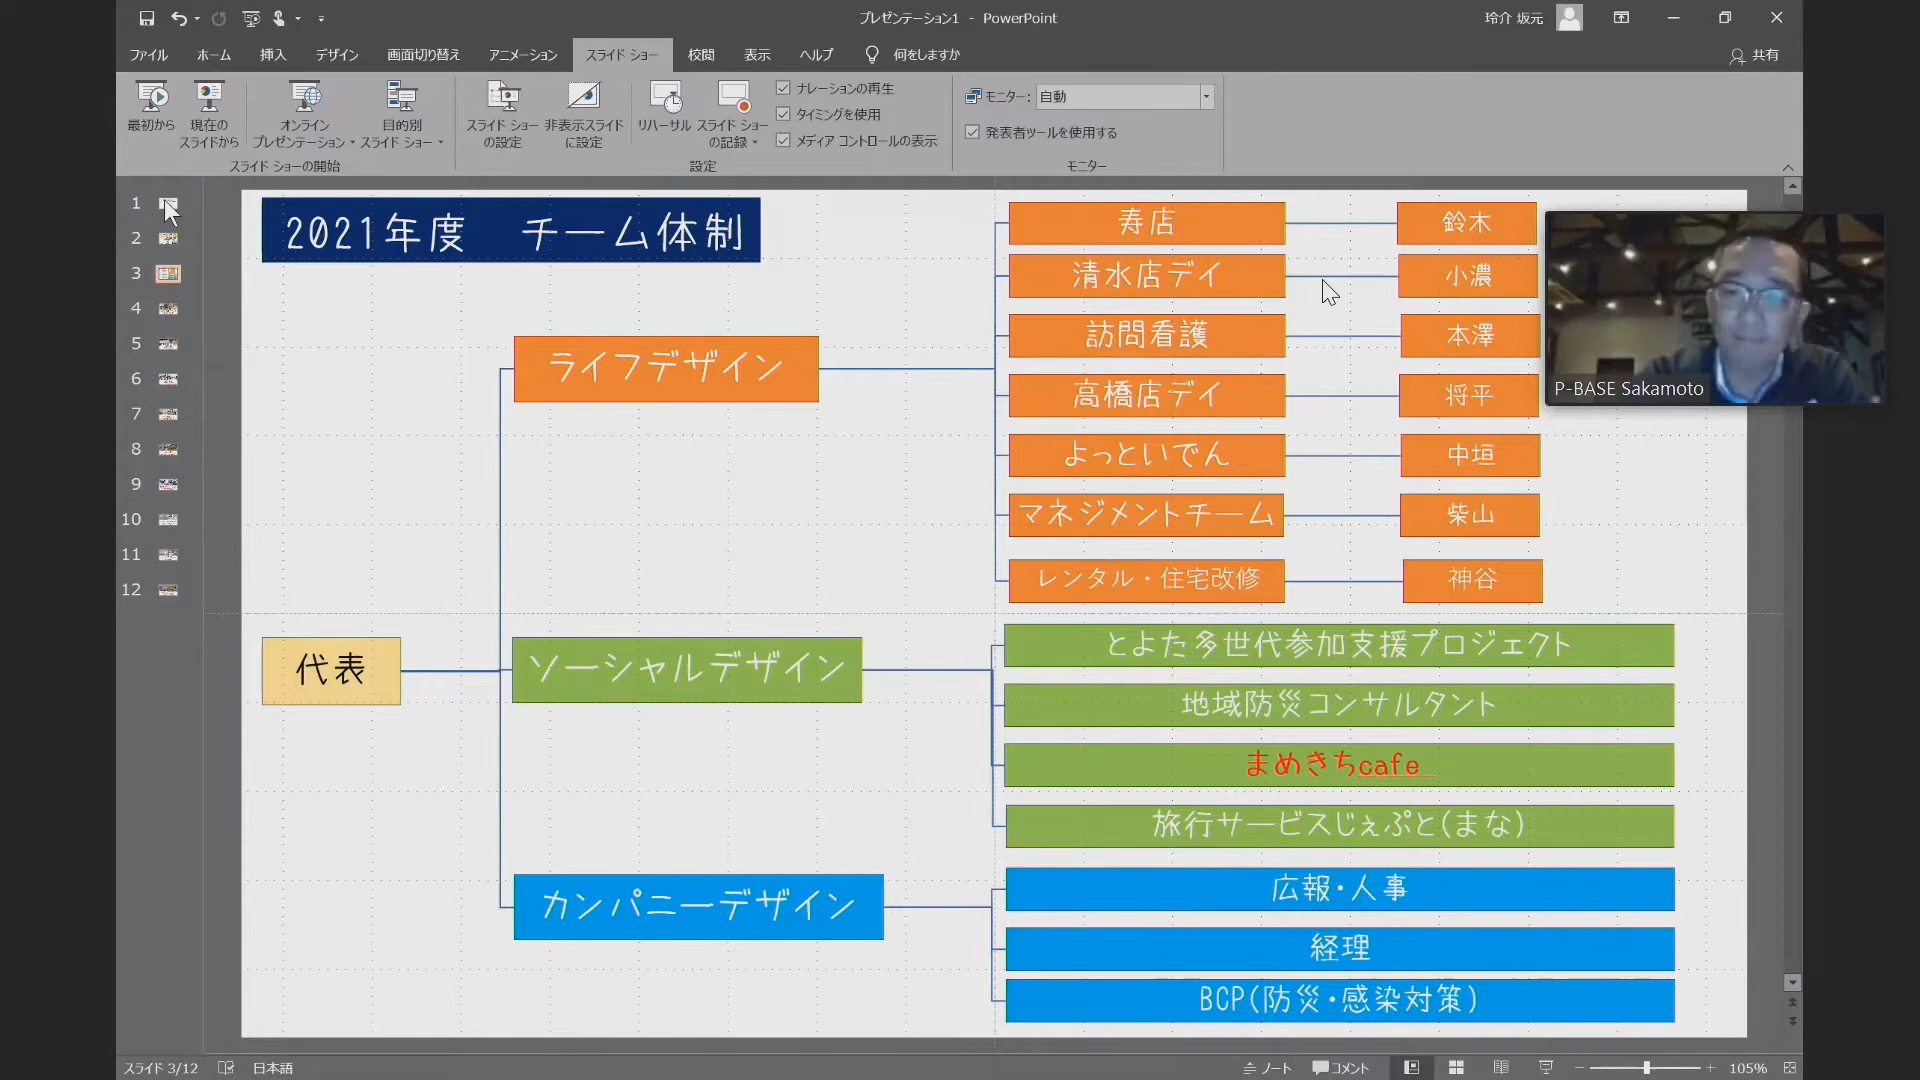 プレゼンテーション1 - PowerPoint
玲介 坂元
ファイル ホーム 挿入 デザイン 画面切り替え アニメーション スライド ショー 校閲 表示 ヘルプ 何をしますか
共有
最初から
現在の
スライドから
オンライン
プレゼンテーション
目的別
スライド ショー
スライド ショーの開始
スライド ショー
の設定
非表示スライド
に設定
リハーサル
スライド ショー
の記録
ナレーションの再生
タイミングを使用
メディア コントロールの表示
設定
モニター: 自動
発表者ツールを使用する
モニター
1
2
3
4
5
6
7
8
9
10
11
12
2021年度 チーム体制
代表
ライフデザイン
寿店 鈴木
清水店デイ 小濃
訪問看護 本澤
高橋店デイ 将平
よっといでん 中垣
マネジメントチーム 柴山
レンタル・住宅改修 神谷
ソーシャルデザイン
とよた多世代参加支援プロジェクト
地域防災コンサルタント
まめきちcafe
旅行サービスじぇぷと(まな)
カンパニーデザイン
広報・人事
経理
BCP(防災・感染対策)
P-BASE Sakamoto
スライド 3/12 日本語
ノート コメント 105%